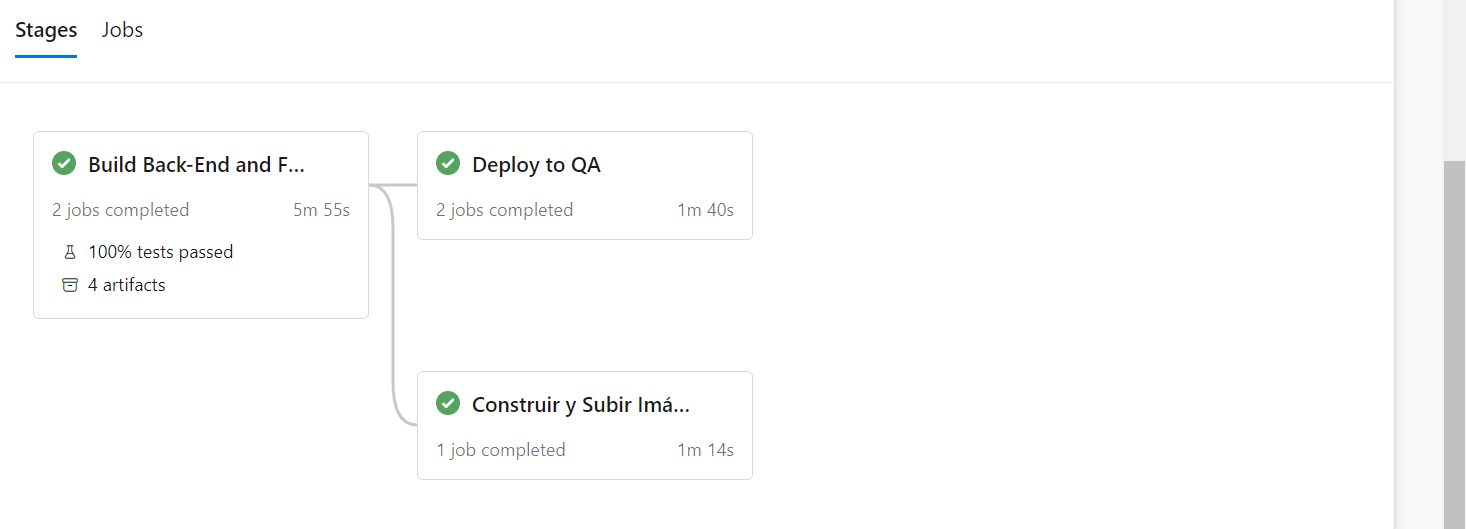 Stages Jobs
Build Back-End and F...
2 jobs completed 5m 55s
100% tests passed
4 artifacts
Deploy to QA
2 jobs completed 1m 40s
Construir y Subir Imá...
1 job completed 1m 14s